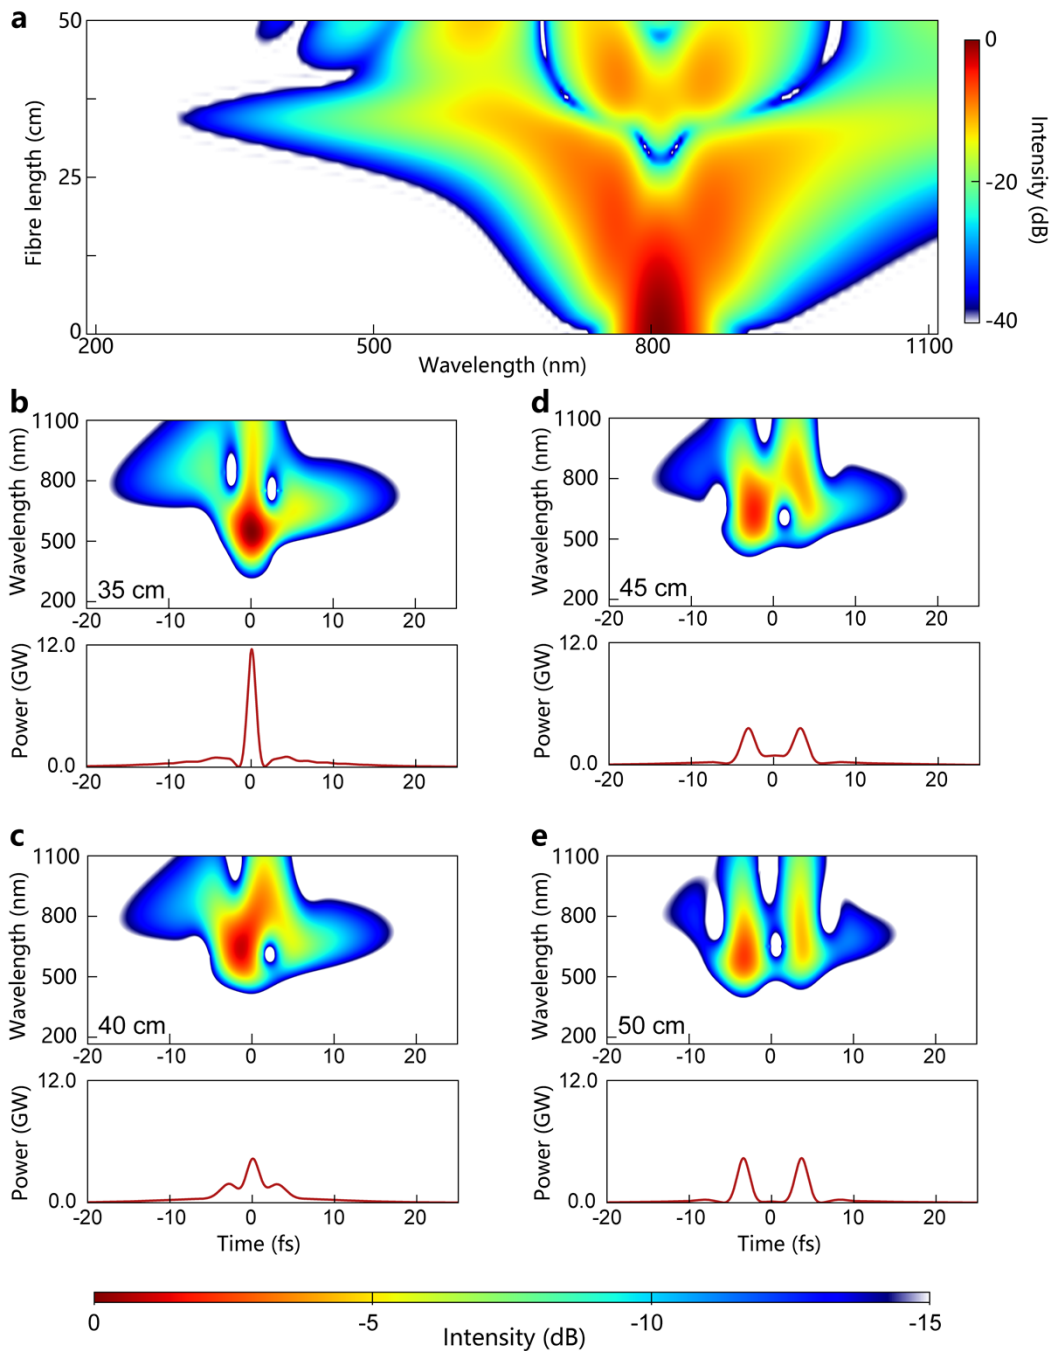 a
50
25
0
Fibre length (cm)
200 500 800 1100
Wavelength (nm)
0
-20
-40
Intensity (dB)
b
1100
800
500
200
Wavelength (nm)
35 cm
-20 -10 0 10 20
12.0
0.0
Power (GW)
-20 -10 0 10 20
d
1100
800
500
200
Wavelength (nm)
45 cm
-20 -10 0 10 20
12.0
0.0
Power (GW)
-20 -10 0 10 20
c
1100
800
500
200
Wavelength (nm)
40 cm
-20 -10 0 10 20
12.0
0.0
Power (GW)
-20 -10 0 10 20
Time (fs)
e
1100
800
500
200
Wavelength (nm)
50 cm
-20 -10 0 10 20
12.0
0.0
Power (GW)
-20 -10 0 10 20
Time (fs)
0 -5 -10 -15
Intensity (dB)